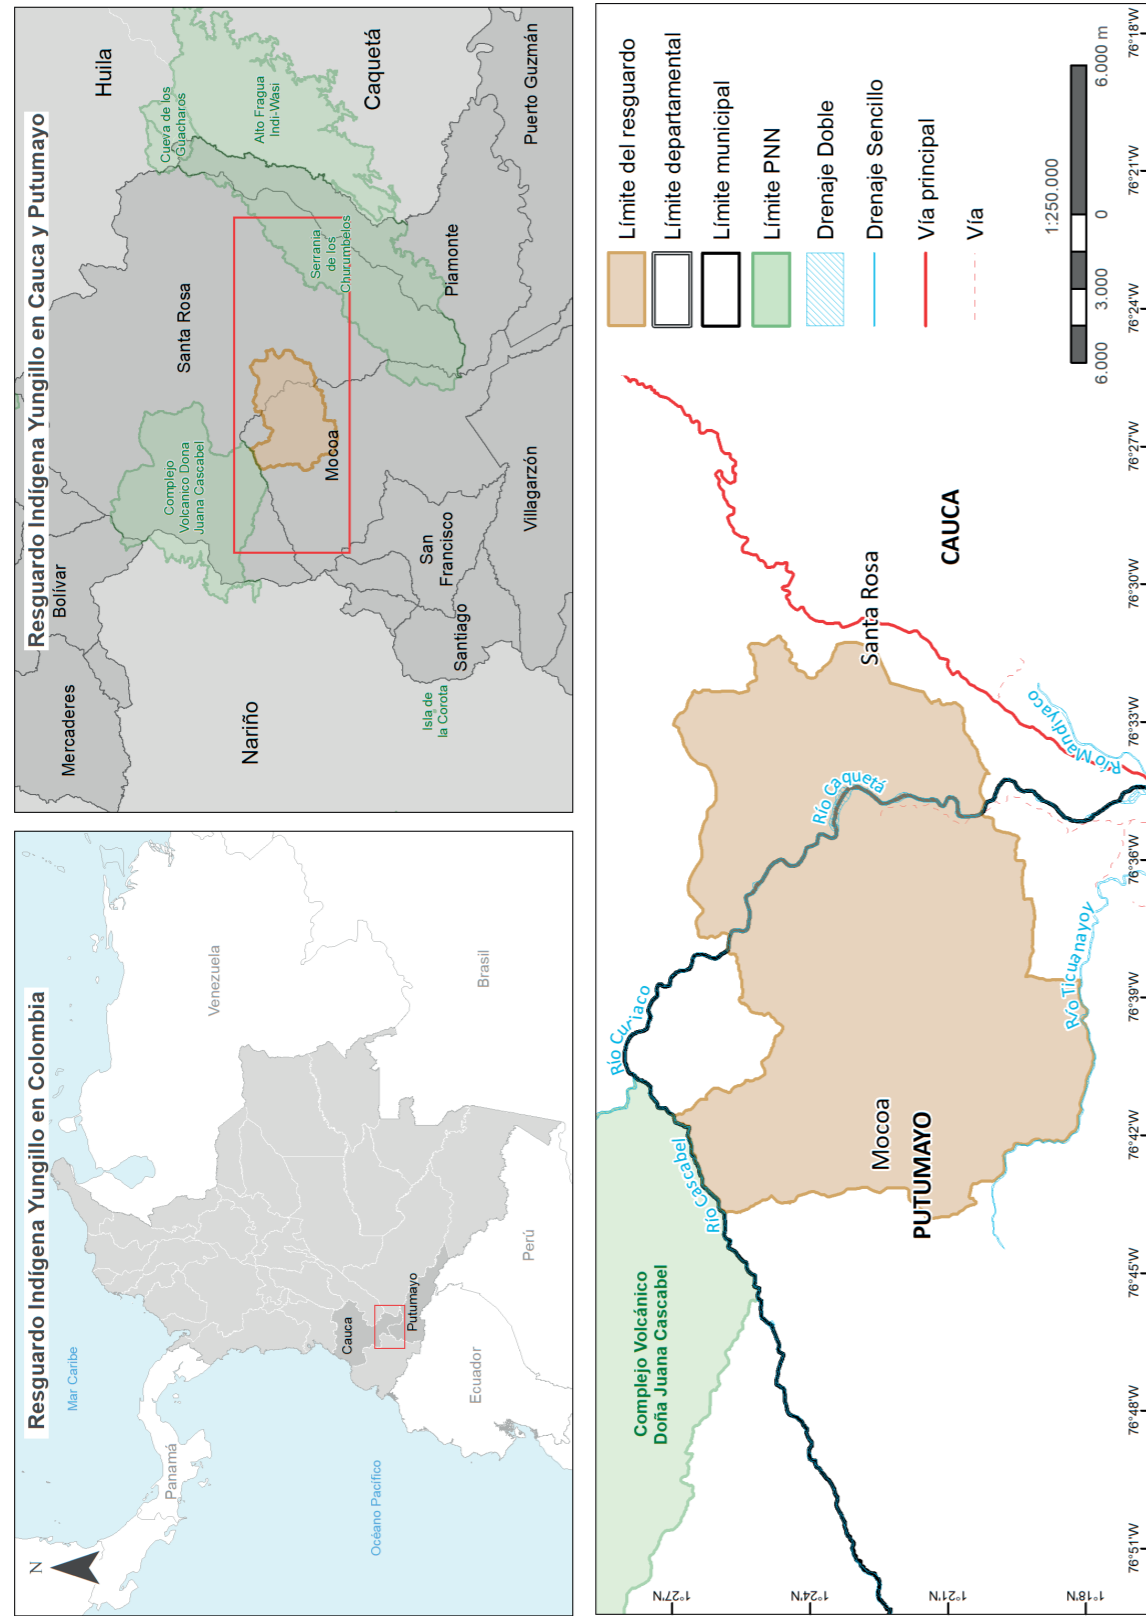 Resguardo Indígena Yungillo en Colombia
N
Mar Caribe
Panamá
Venezuela
Océano Pacífico
Cauca
Putumayo
Ecuador
Perú
Brasil
Resguardo Indígena Yungillo en Cauca y Putumayo
Mercaderes
Bolívar
Huila
Cueva de los
Guacharos
Alto Fragua
Indi-Wasi
Caquetá
Santa Rosa
Complejo
Volcanico Dona
Juana Cascabel
Serrania
de los
Churumbelos
Nariño
Mocoa
Piamonte
Puerto Guzmán
Isla de
la Corota
Santiago
San
Francisco
Villagarzón
Complejo Volcánico
Doña Juana Cascabel
Río Cascabel
Río Curiaco
Río Caquetá
Mocoa
PUTUMAYO
Santa Rosa
CAUCA
Río Ticuanayoy
Río Mandiyaco
Límite del resguardo
Límite departamental
Límite municipal
Límite PNN
Drenaje Doble
Drenaje Sencillo
Vía principal
Vía
1:250.000
6.000
3.000
0
6.000 m
1°27'N
1°24'N
1°21'N
1°18'N
76°51'W
76°48'W
76°45'W
76°42'W
76°39'W
76°36'W
76°33'W
76°30'W
76°27'W
76°24'W
76°21'W
76°18'W